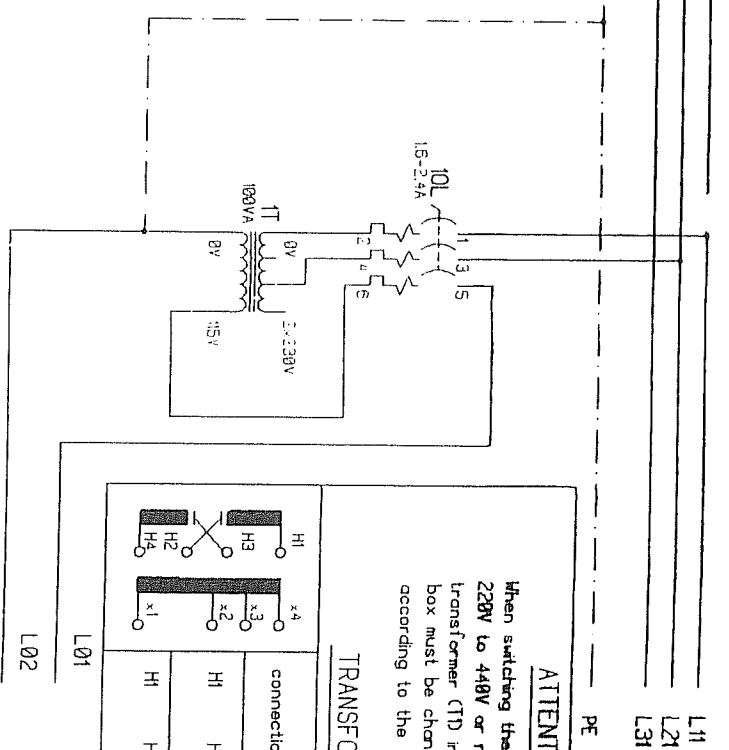 L11
L21
L31
PE
10L
1.6-2.4A
1
3
5
2
4
6
1T
100VA
0V
2x230V
0V
115V
L01
L02
ATTENT
When switching the
220V to 440V or
transformer (T1) in
box must be chan
according to the
TRANSFO
connectio
H1
H3
H2
H4
x4
x3
x2
x1
H1
H1